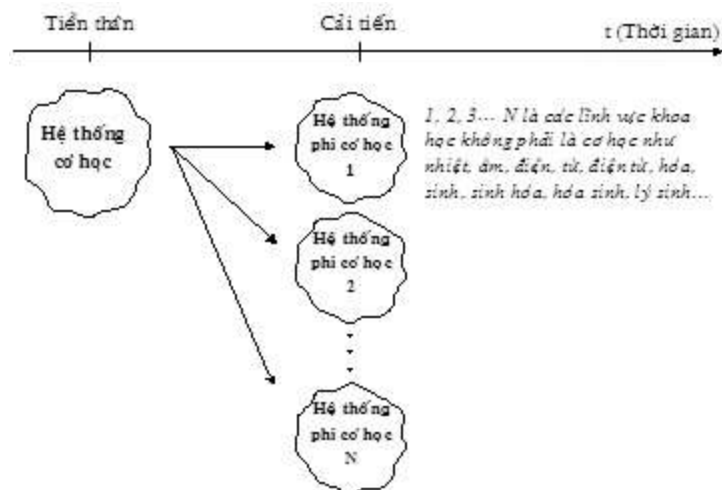 Tiền thân
Cải tiến
t (Thời gian)
Hệ thống
cơ học
Hệ thống
phi cơ học
1
1, 2, 3... N là các lĩnh vực khoa
học không phải là cơ học như
nhiệt, âm, điện, từ, điện từ, hóa,
sinh, sinh hóa, hóa sinh, lý sinh...
Hệ thống
phi cơ học
2
Hệ thống
phi cơ học
N